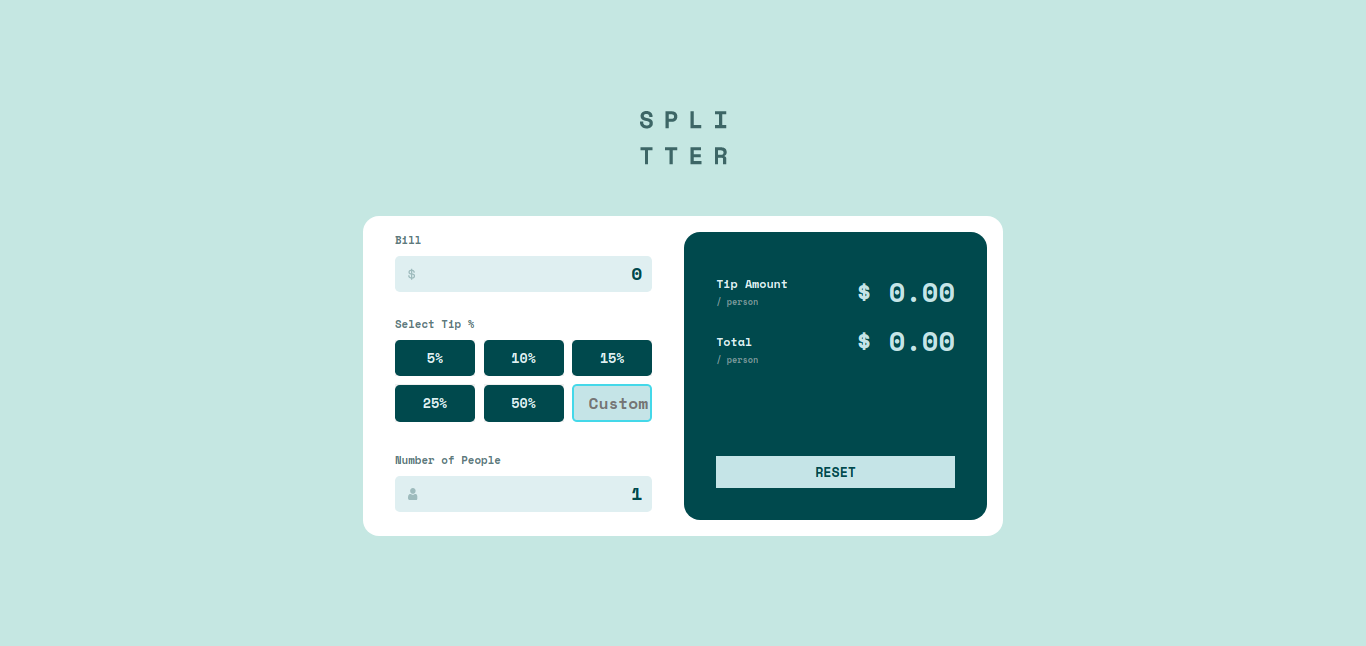 SPLI
TTER
Bill
$ 0
Select Tip %
5% 10% 15%
25% 50% Custom
Number of People
1
Tip Amount
/ person
$ 0.00
Total
/ person
$ 0.00
RESET